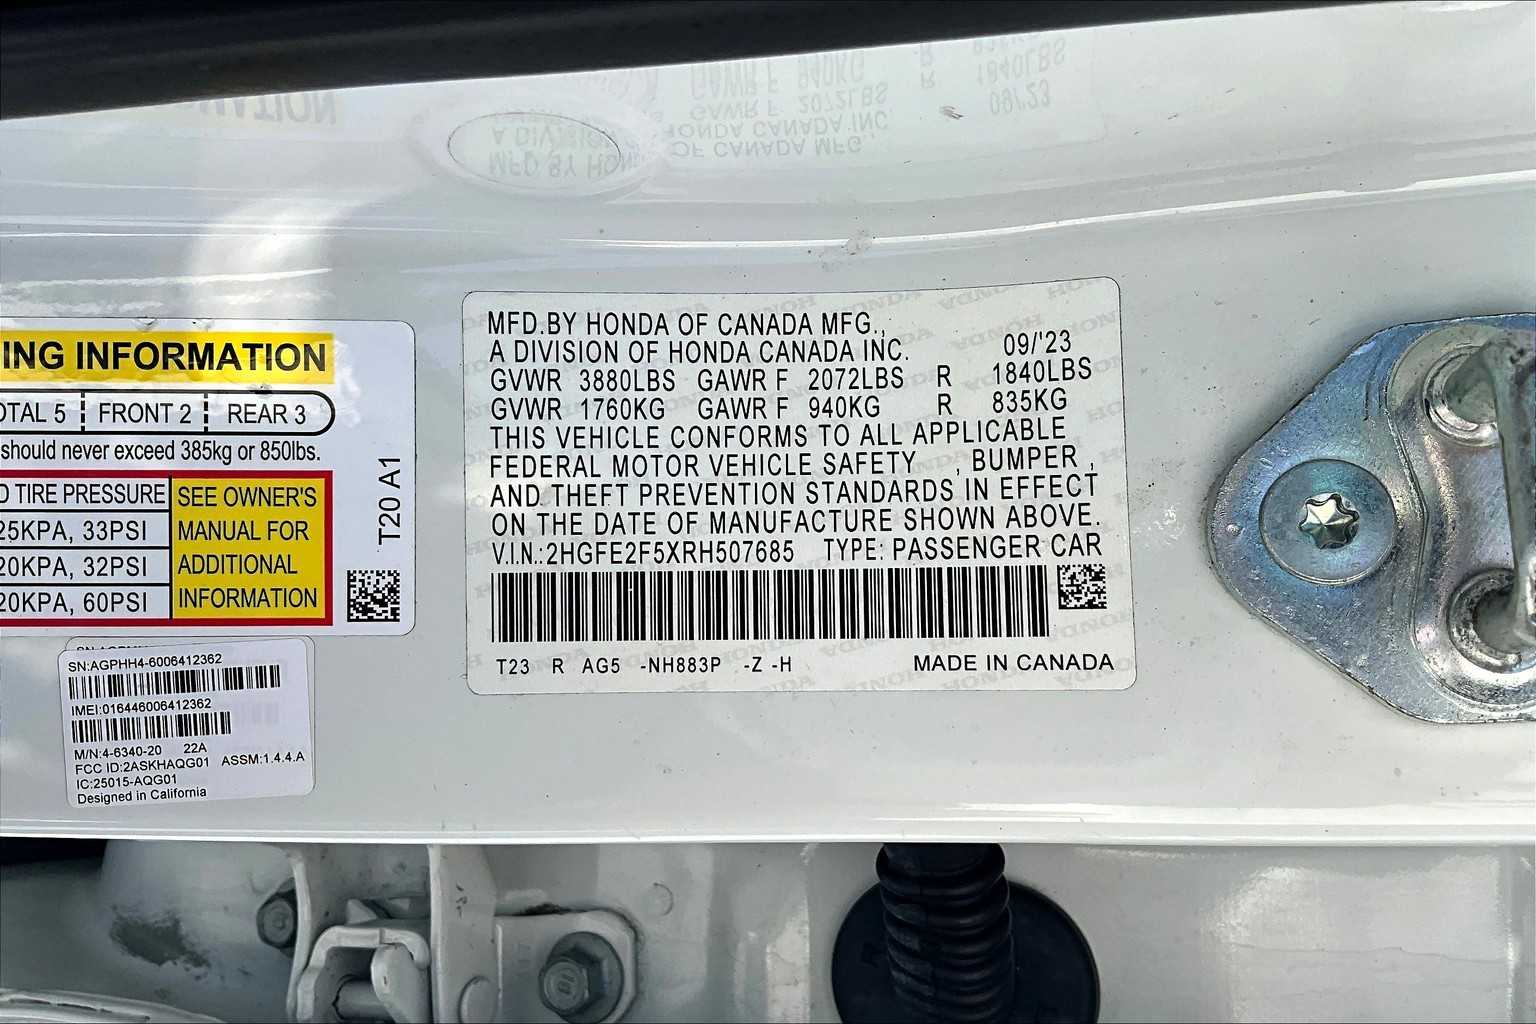 ING INFORMATION
OTAL 5 FRONT 2 REAR 3
should never exceed 385kg or 850lbs.
D TIRE PRESSURE
25KPA, 33PSI
20KPA, 32PSI
20KPA, 60PSI
SEE OWNER'S
MANUAL FOR
ADDITIONAL
INFORMATION
T20 A1
SN:AGPHH4-6006412362
IMEI:016446006412362
M/N:4-6340-20 22A
FCC ID:2ASKHAQG01 ASSM:1.4.4.A
IC:25015-AQG01
Designed in California
MFD.BY HONDA OF CANADA MFG.,
A DIVISION OF HONDA CANADA INC. 09/'23
GVWR 3880LBS GAWR F 2072LBS R 1840LBS
GVWR 1760KG GAWR F 940KG R 835KG
THIS VEHICLE CONFORMS TO ALL APPLICABLE
FEDERAL MOTOR VEHICLE SAFETY , BUMPER ,
AND THEFT PREVENTION STANDARDS IN EFFECT
ON THE DATE OF MANUFACTURE SHOWN ABOVE.
V.I.N.:2HGFE2F5XRH507685 TYPE: PASSENGER CAR
T23 R AG5 -NH883P -Z -H MADE IN CANADA